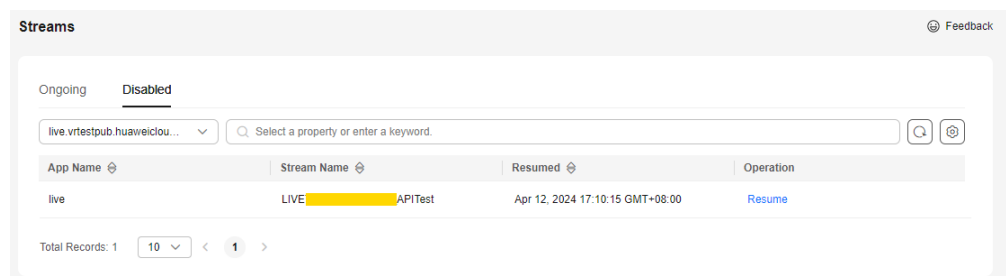 Streams
Feedback
Ongoing Disabled
live.vrtestpub.huaweiclou... Select a property or enter a keyword.
App Name Stream Name Resumed Operation
live LIVE APITest Apr 12, 2024 17:10:15 GMT+08:00 Resume
Total Records: 1 10 < 1 >